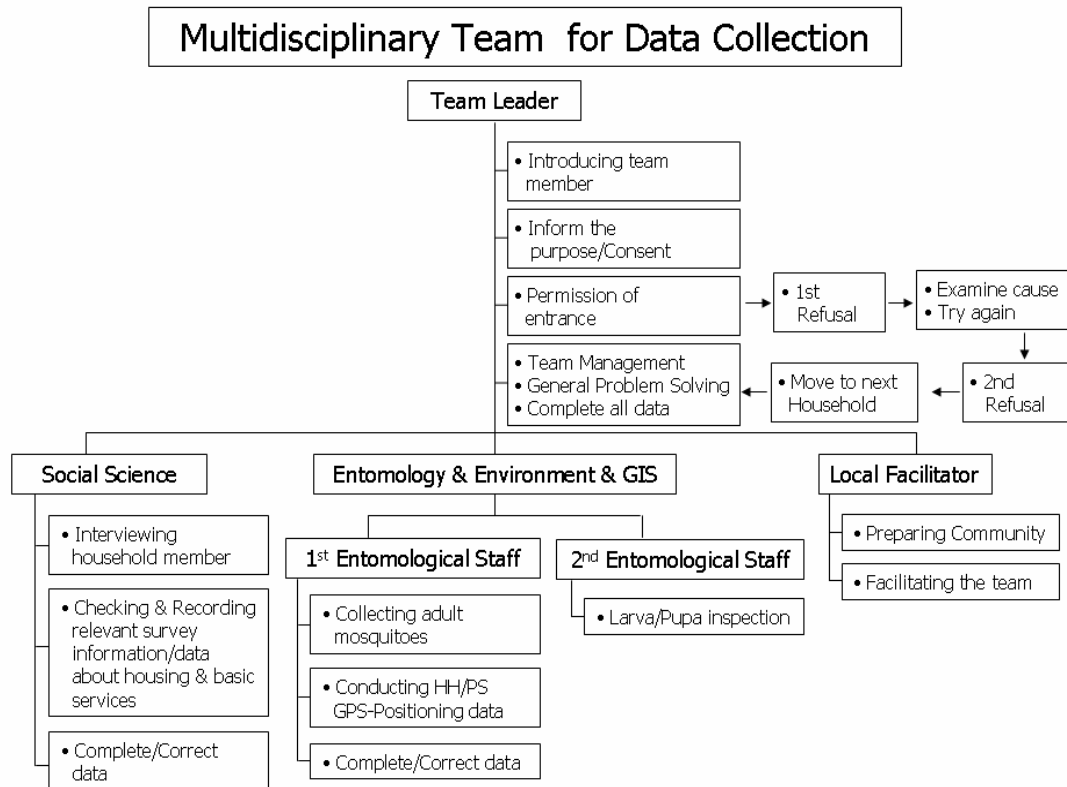 Multidisciplinary Team for Data Collection
Team Leader
• Introducing team
member
• Inform the
purpose/Consent
• Permission of
entrance
• 1st
Refusal
• Examine cause
• Try again
• Team Management
• General Problem Solving
• Complete all data
• Move to next
Household
• 2nd
Refusal
Social Science
• Interviewing
household member
• Checking & Recording
relevant survey
information/data
about housing & basic
services
• Complete/Correct
data
Entomology & Environment & GIS
1st Entomological Staff
• Collecting adult
mosquitoes
• Conducting HH/PS
GPS-Positioning data
• Complete/Correct data
2nd Entomological Staff
• Larva/Pupa inspection
Local Facilitator
• Preparing Community
• Facilitating the team